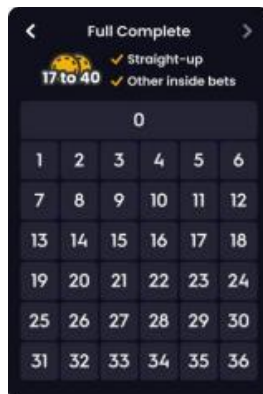 Full Complete
Straight-up
17 to 40
Other inside bets
0
1 2 3 4 5 6
7 8 9 10 11 12
13 14 15 16 17 18
19 20 21 22 23 24
25 26 27 28 29 30
31 32 33 34 35 36